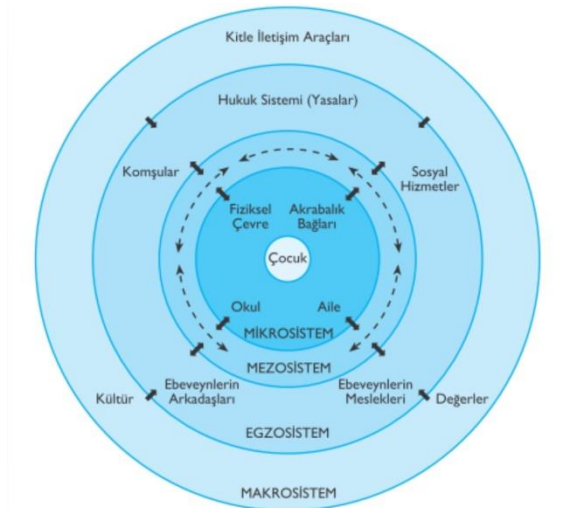 Kitle İletişim Araçları
Hukuk Sistemi (Yasalar)
Komşular
Sosyal
Hizmetler
Fiziksel
Çevre
Akrabalık
Bağları
Çocuk
Okul
Aile
MİKROSİSTEM
MEZOSİSTEM
Kültür
Ebeveynlerin
Arkadaşları
Ebeveynlerin
Meslekleri
Değerler
EGZOSİSTEM
MAKROSİSTEM